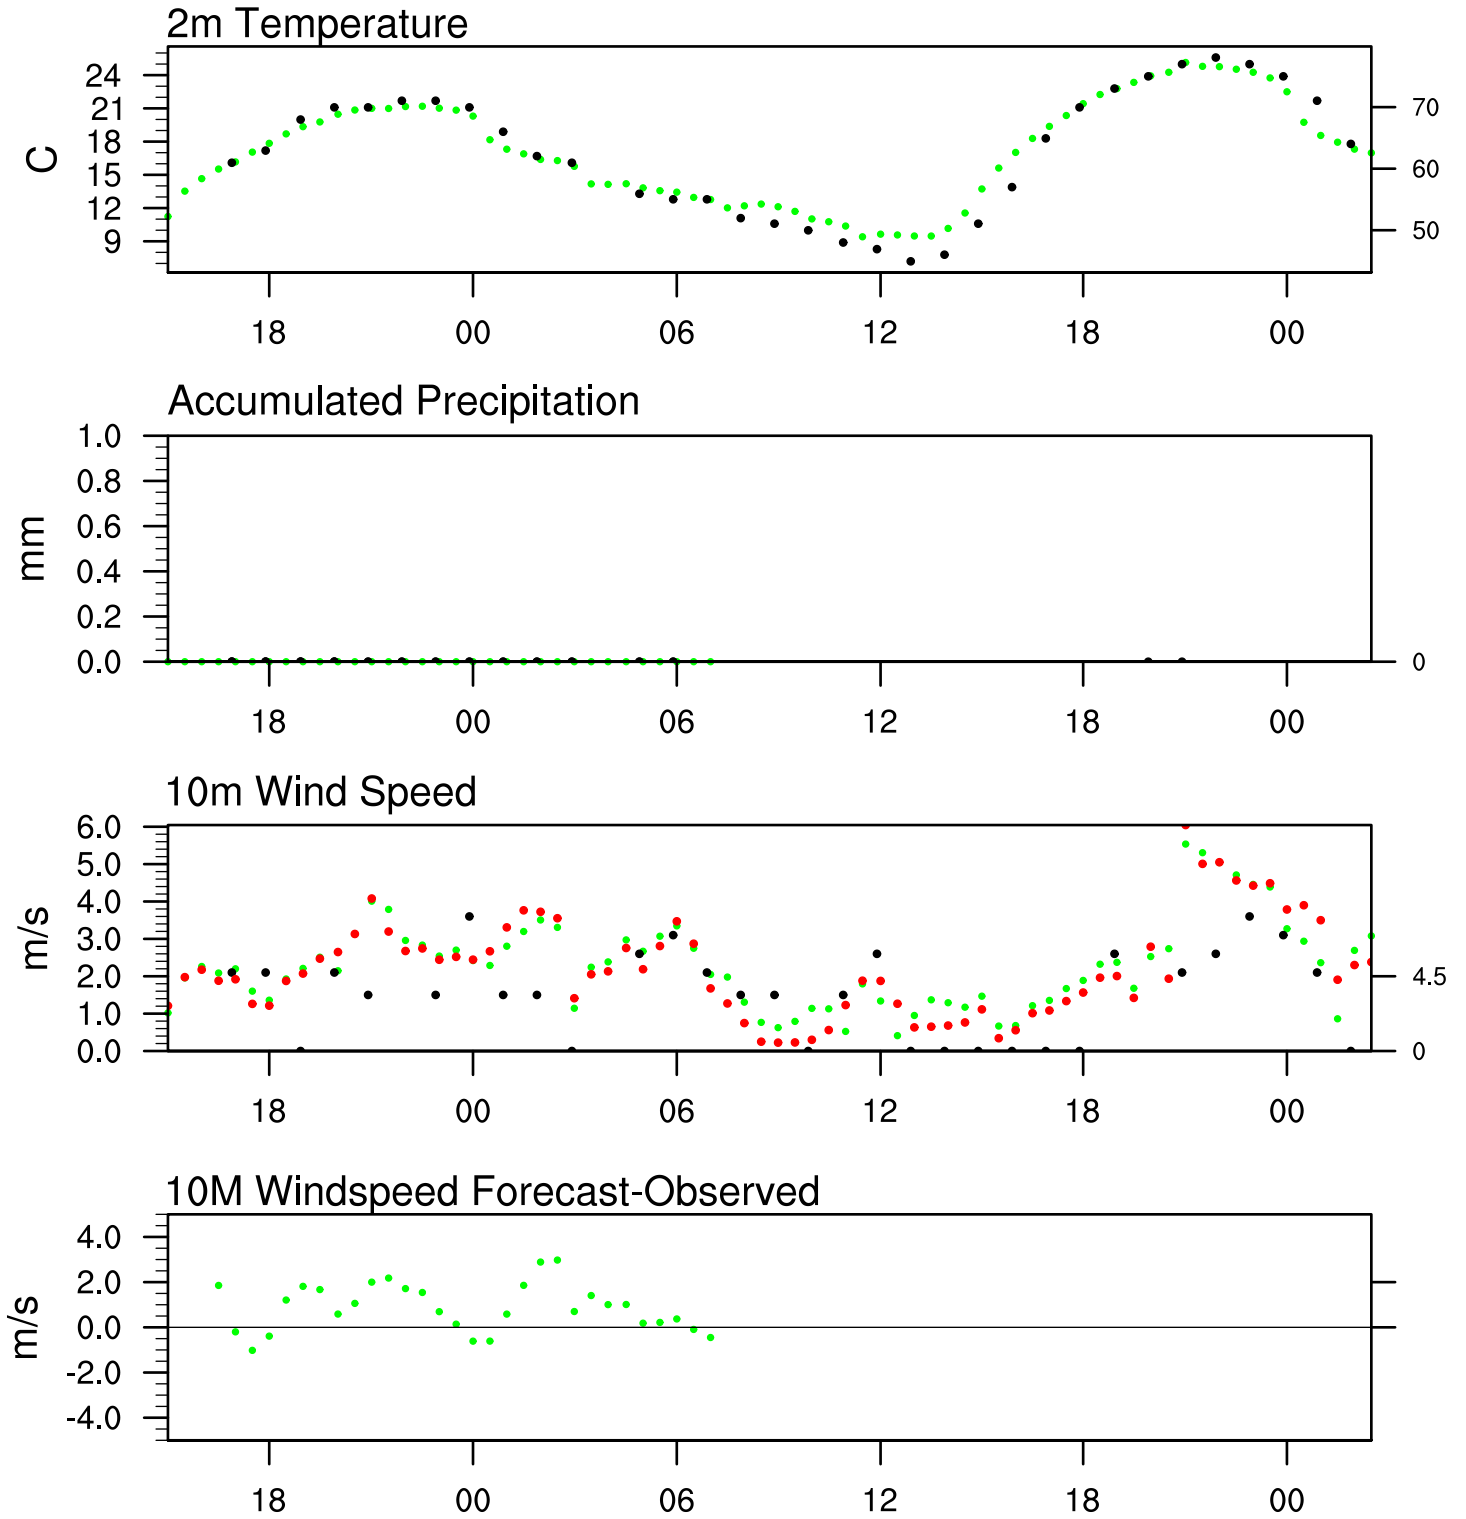 2m Temperature
24
21
18
15
12
9
C
70
60
50
18 00 06 12 18 00
Accumulated Precipitation
1.0
0.8
0.6
0.4
0.2
0.0
mm
0
18 00 06 12 18 00
10m Wind Speed
6.0
5.0
4.0
3.0
2.0
1.0
0.0
m/s
4.5
0
18 00 06 12 18 00
10M Windspeed Forecast-Observed
4.0
2.0
0.0
-2.0
-4.0
m/s
18 00 06 12 18 00